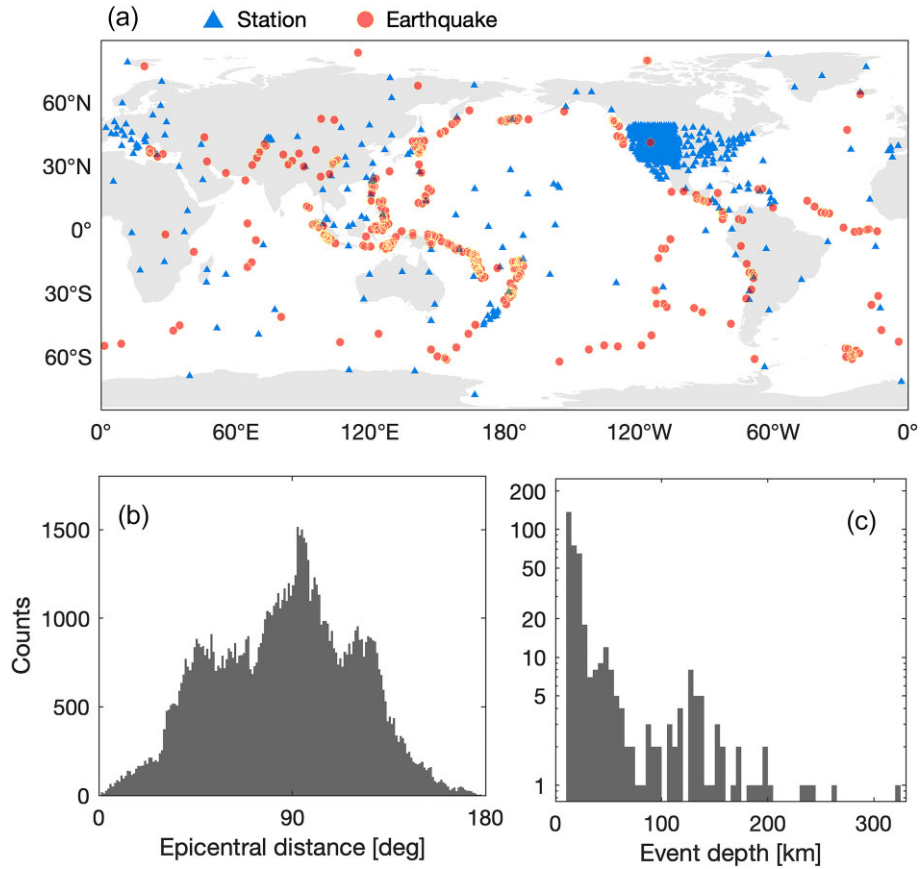 (a) Station Earthquake
60°N
30°N
0°
30°S
60°S
0° 60°E 120°E 180° 120°W 60°W 0°
(b)
1500
1000
500
0
Counts
0 90 180
Epicentral distance [deg]
(c)
200
100
50
20
10
5
2
1
0 100 200 300
Event depth [km]